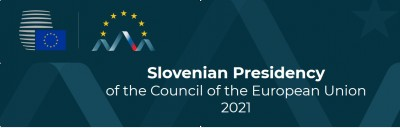 Slovenian Presidency
of the Council of the European Union
2021